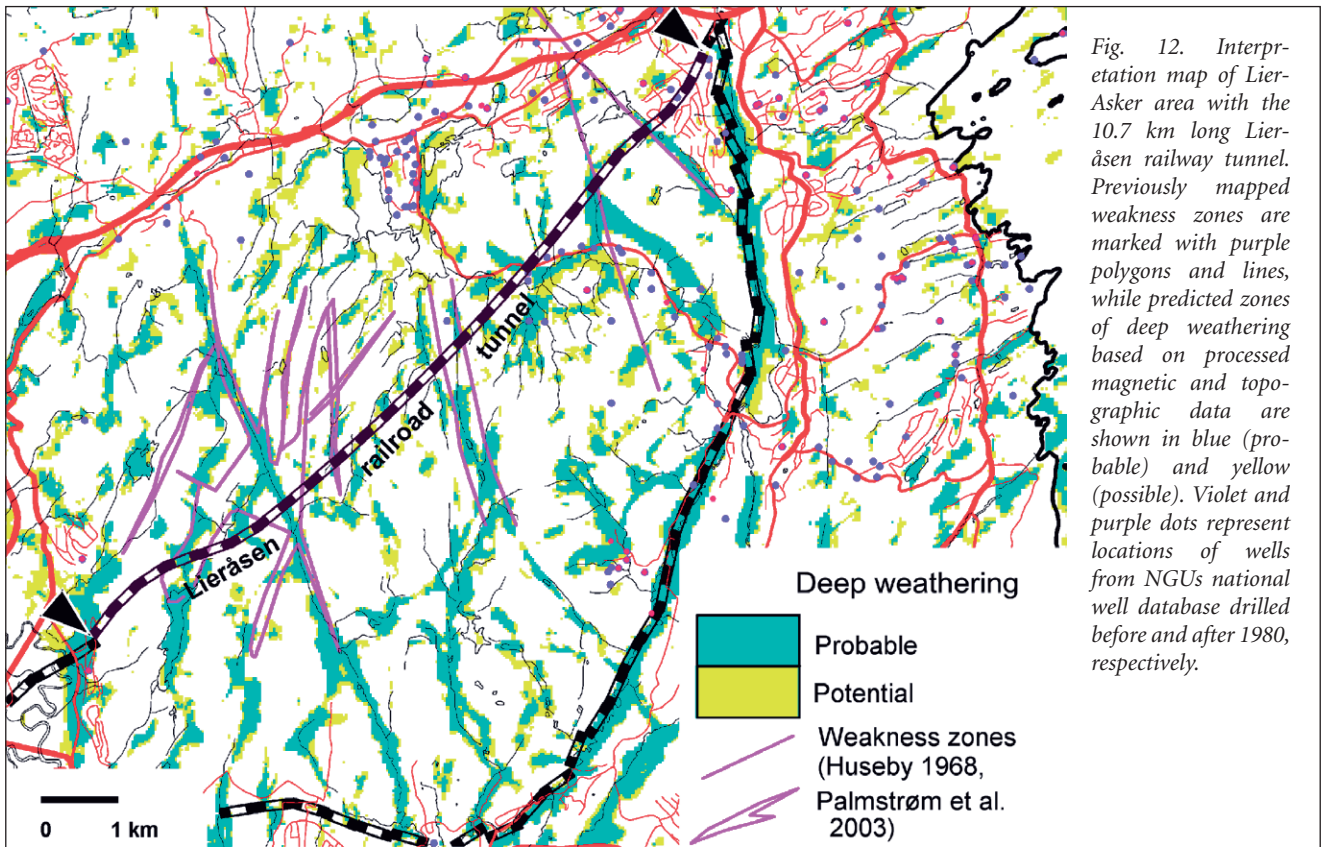 Lieråsen
railroad
tunnel
0 1 km
Deep weathering
Probable
Potential
Weakness zones
(Huseby 1968,
Palmstrøm et al.
2003)
Fig. 12. Interpr-
etation map of Lier-
Asker area with the
10.7 km long Lier-
åsen railway tunnel.
Previously mapped
weakness zones are
marked with purple
polygons and lines,
while predicted zones
of deep weathering
based on processed
magnetic and topo-
graphic data are
shown in blue (pro-
bable) and yellow
(possible). Violet and
purple dots represent
locations of wells
from NGUs national
well database drilled
before and after 1980,
respectively.